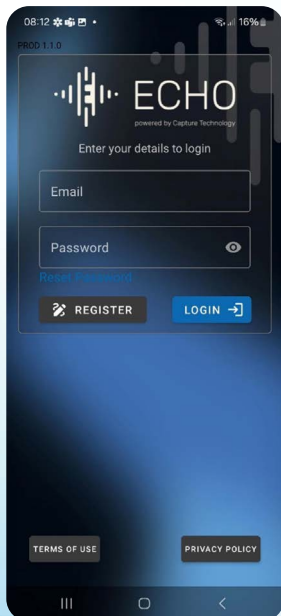 08:12
16%
PROD 1.1.0
ECHO
powered by Capture Technology
Enter your details to login
Email
Password
Reset Password
REGISTER
LOGIN
TERMS OF USE
PRIVACY POLICY